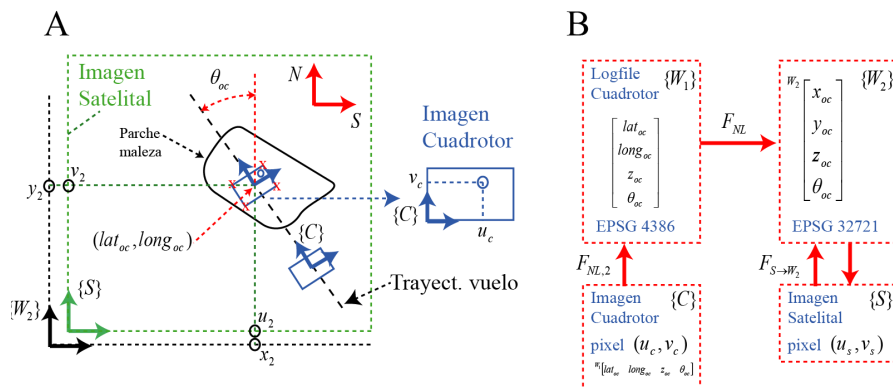 A
Imagen
Satelital
θoc
N
S
Parche
maleza
Imagen
Cuadrotor
y2
v2
vc
{C}
uc
(latoc,longoc)
{C}
Trayect. vuelo
{S}
{W2}
u2
x2
B
Logfile
Cuadrotor
{W1}
latoc
longoc
zoc
θoc
EPSG 4386
FNL
{W2}
W2
xoc
yoc
zoc
θoc
EPSG 32721
FNL,2
FS→W2
Imagen
Cuadrotor
{C}
pixel (uc,vc)
W1[latoc longoc zoc θoc]
Imagen
Satelital
{S}
pixel (us,vs)